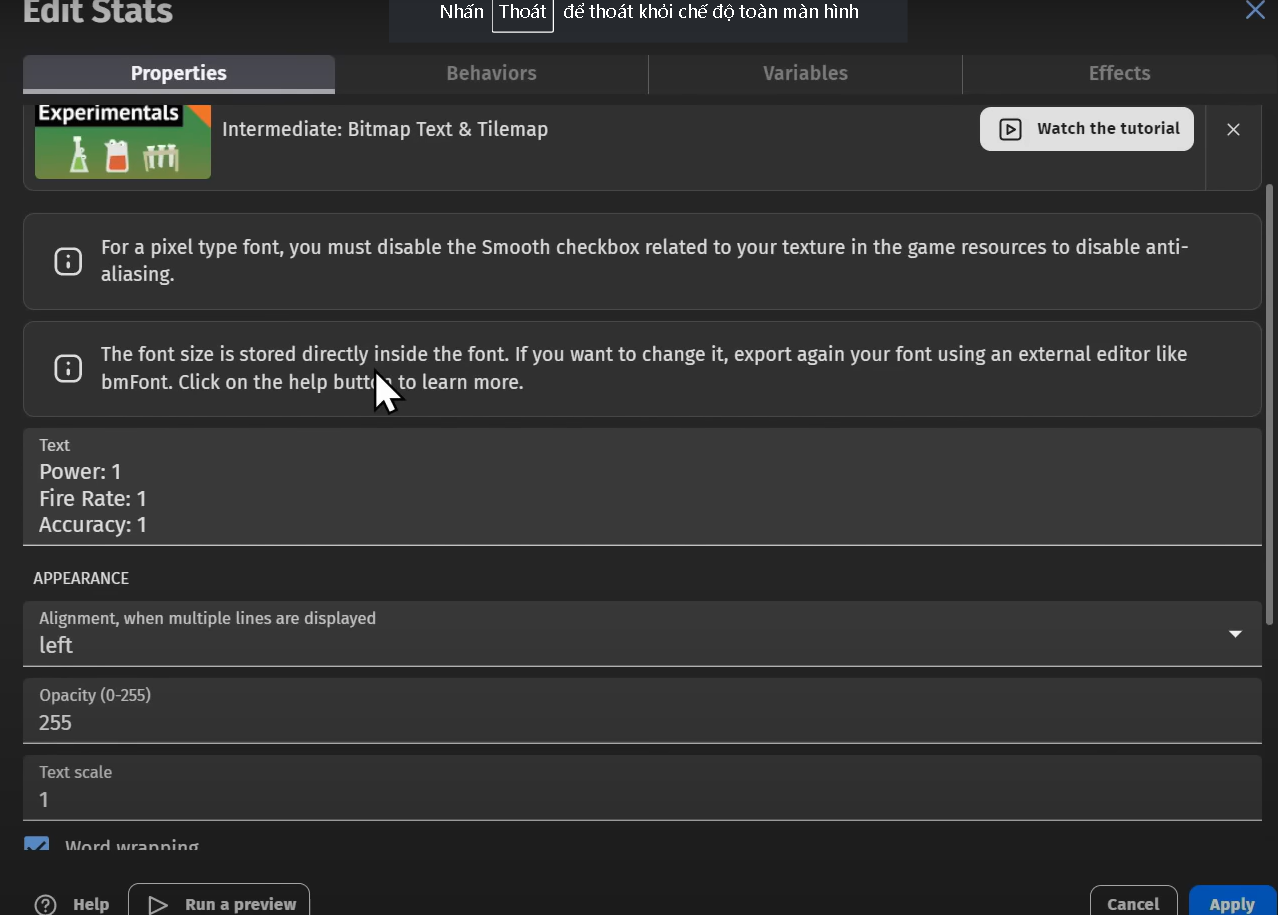 Edit Stats
Nhấn Thoát để thoát khỏi chế độ toàn màn hình
Properties
Behaviors
Variables
Effects
Experimentals
Intermediate: Bitmap Text & Tilemap
Watch the tutorial
For a pixel type font, you must disable the Smooth checkbox related to your texture in the game resources to disable anti-
aliasing.
The font size is stored directly inside the font. If you want to change it, export again your font using an external editor like
bmFont. Click on the help button to learn more.
Text
Power: 1
Fire Rate: 1
Accuracy: 1
APPEARANCE
Alignment, when multiple lines are displayed
left
Opacity (0-255)
255
Text scale
1
Word wrapping
Help
Run a preview
Cancel
Apply